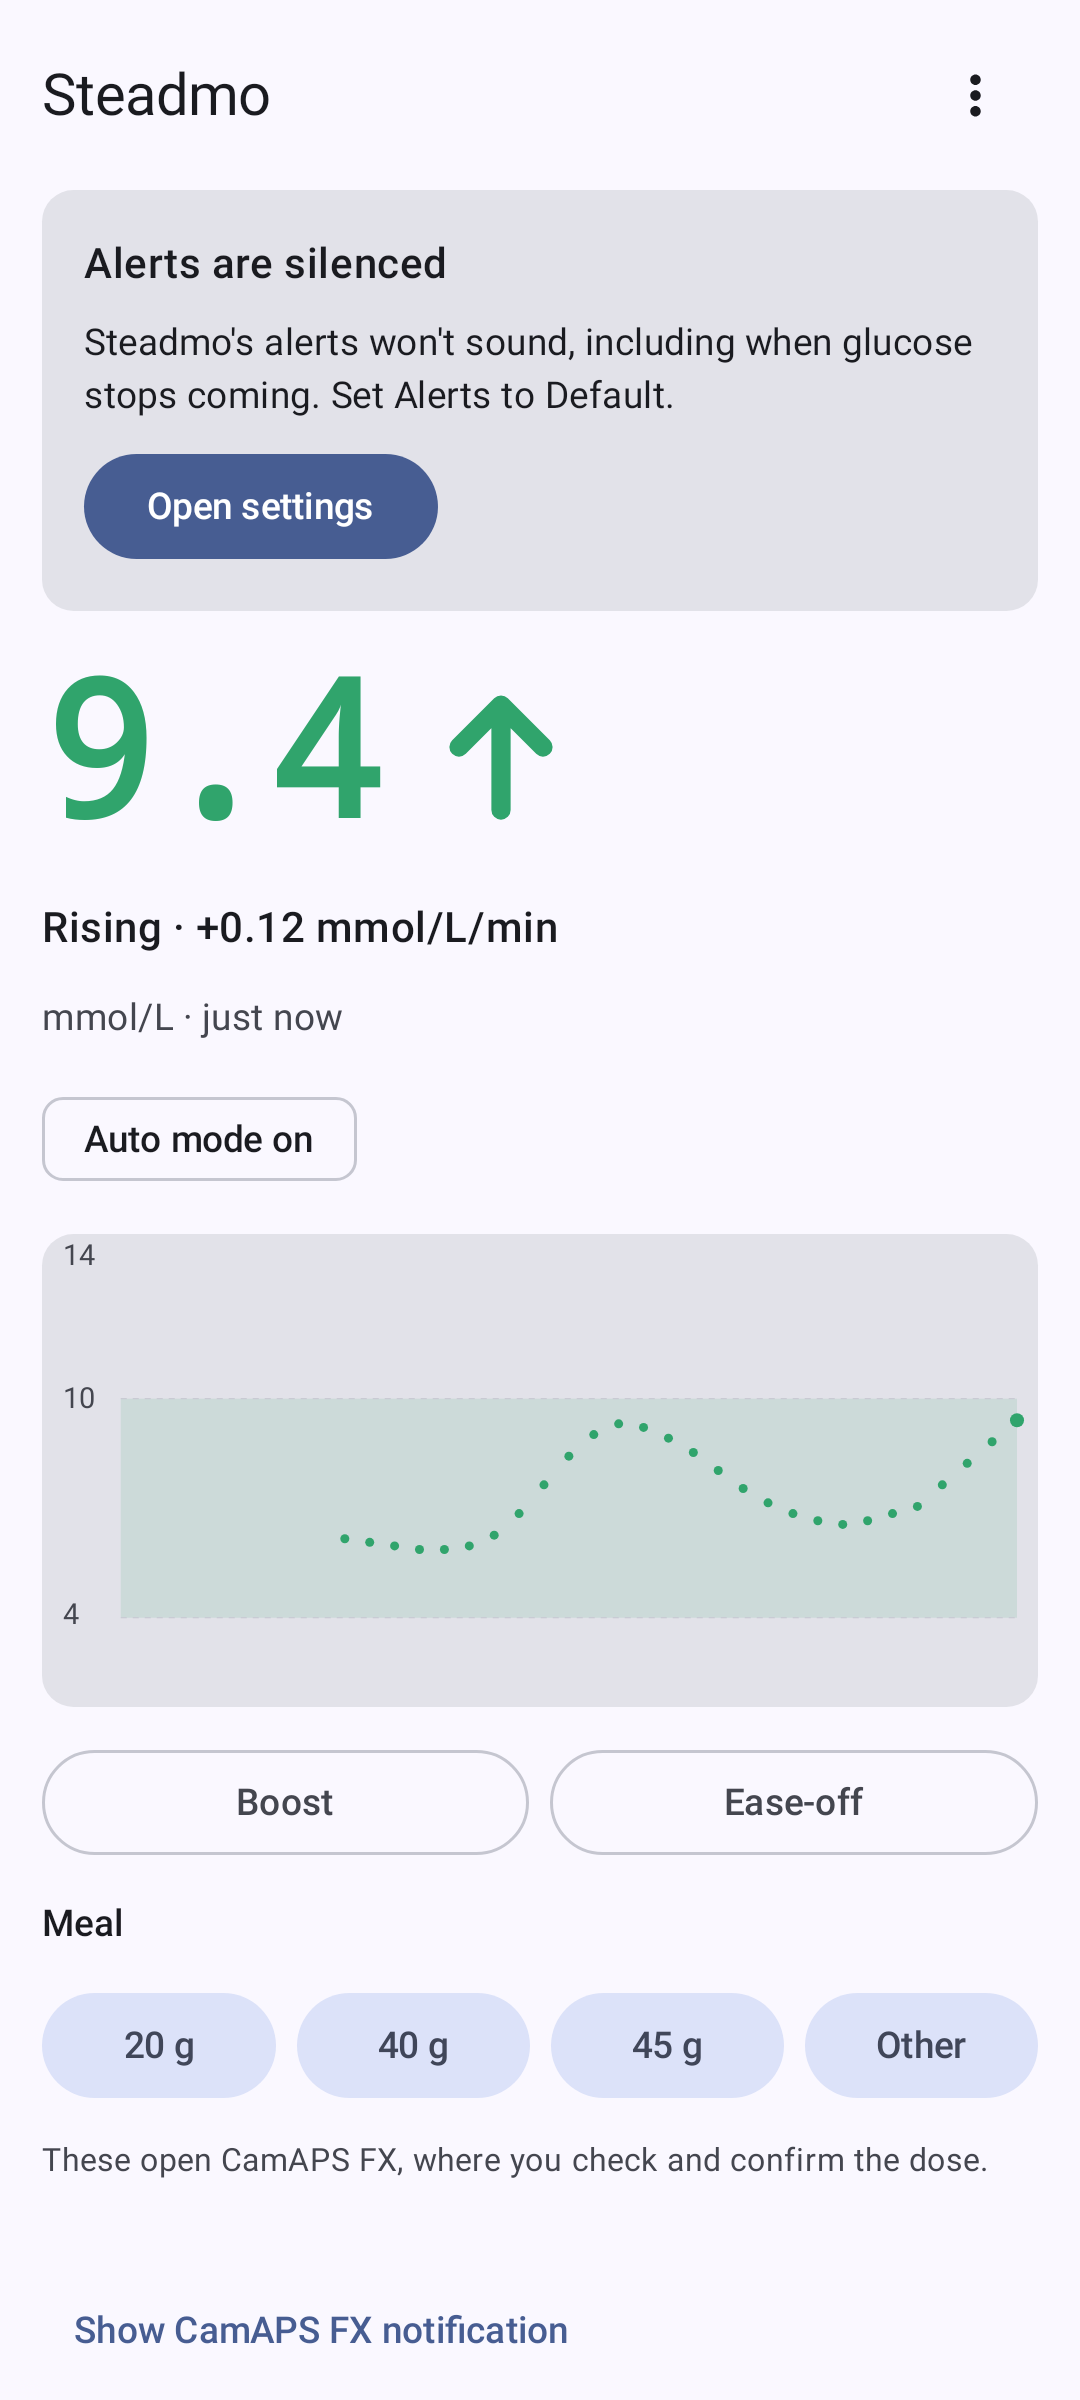 Steadmo
Alerts are silenced
Steadmo's alerts won't sound, including when glucose
stops coming. Set Alerts to Default.
Open settings
9.4
Rising · +0.12 mmol/L/min
mmol/L · just now
Auto mode on
14
10
4
Boost
Ease-off
Meal
20 g
40 g
45 g
Other
These open CamAPS FX, where you check and confirm the dose.
Show CamAPS FX notification